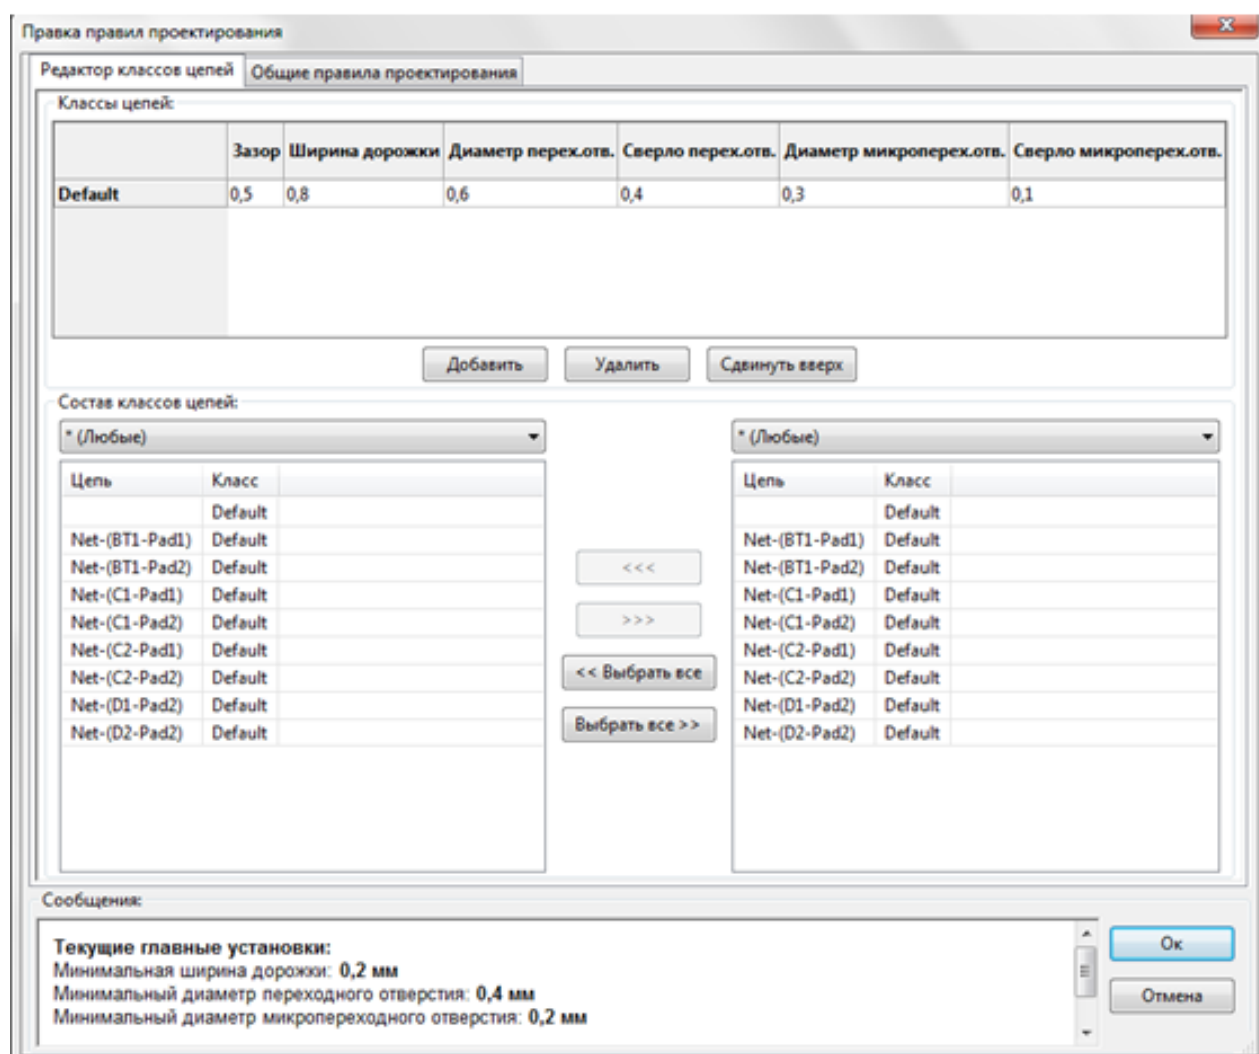 Правка правил проектирования
Редактор классов цепей Общие правила проектирования
Классы цепей:
Зазор Ширина дорожки Диаметр перех.отв. Сверло перех.отв. Диаметр микроперех.отв. Сверло микроперех.отв.
Default 0,5 0,8 0,6 0,4 0,3 0,1
Добавить Удалить Сдвинуть вверх
Состав классов цепей:
* (Любые) * (Любые)
Цепь Класс Цепь Класс
Default Default
Net-(BT1-Pad1) Default Net-(BT1-Pad1) Default
Net-(BT1-Pad2) Default <<< Net-(BT1-Pad2) Default
Net-(C1-Pad1) Default Net-(C1-Pad1) Default
Net-(C1-Pad2) Default >>> Net-(C1-Pad2) Default
Net-(C2-Pad1) Default Net-(C2-Pad1) Default
Net-(C2-Pad2) Default << Выбрать все Net-(C2-Pad2) Default
Net-(D1-Pad2) Default Net-(D1-Pad2) Default
Net-(D2-Pad2) Default Выбрать все >> Net-(D2-Pad2) Default
Сообщения:
Текущие главные установки: Ок
Минимальная ширина дорожки: 0,2 мм
Минимальный диаметр переходного отверстия: 0,4 мм Отмена
Минимальный диаметр микропереходного отверстия: 0,2 мм